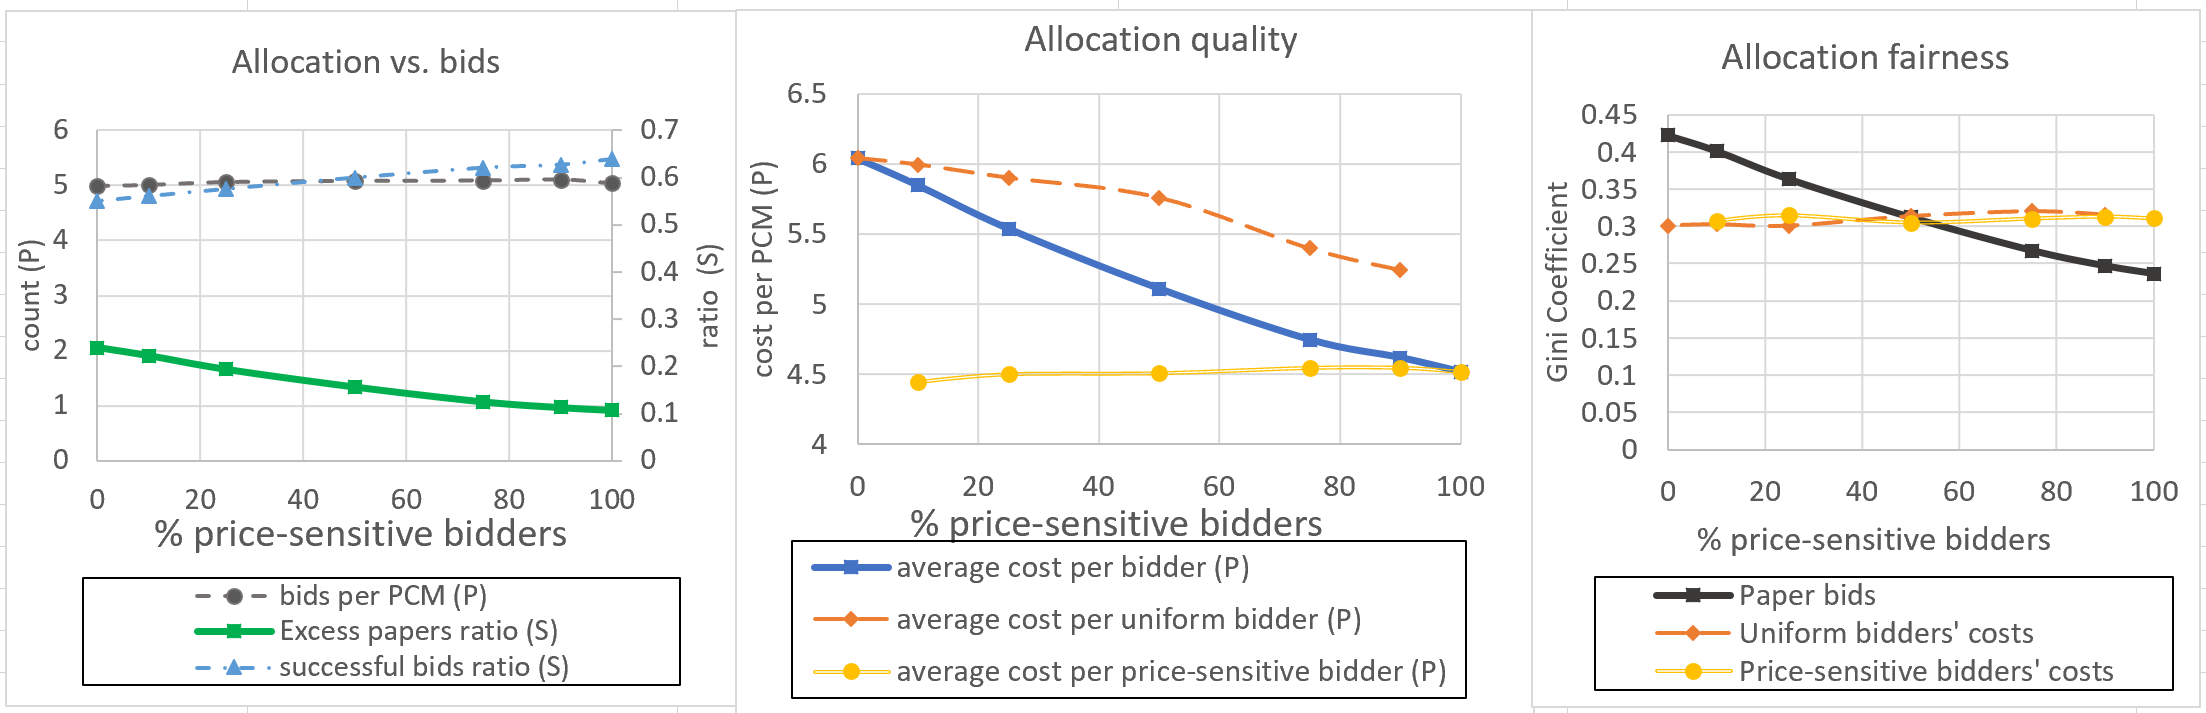 Allocation vs. bids
6
5
4
3
2
1
0
0.7
0.6
0.5
0.4
0.3
0.2
0.1
0
count (P)
ratio (S)
0 20 40 60 80 100
% price-sensitive bidders
bids per PCM (P)
Excess papers ratio (S)
successful bids ratio (S)
Allocation quality
6.5
6
5.5
5
4.5
4
cost per PCM (P)
0 20 40 60 80 100
% price-sensitive bidders
average cost per bidder (P)
average cost per uniform bidder (P)
average cost per price-sensitive bidder (P)
Allocation fairness
0.45
0.4
0.35
0.3
0.25
0.2
0.15
0.1
0.05
0
Gini Coefficient
0 20 40 60 80 100
% price-sensitive bidders
Paper bids
Uniform bidders' costs
Price-sensitive bidders' costs